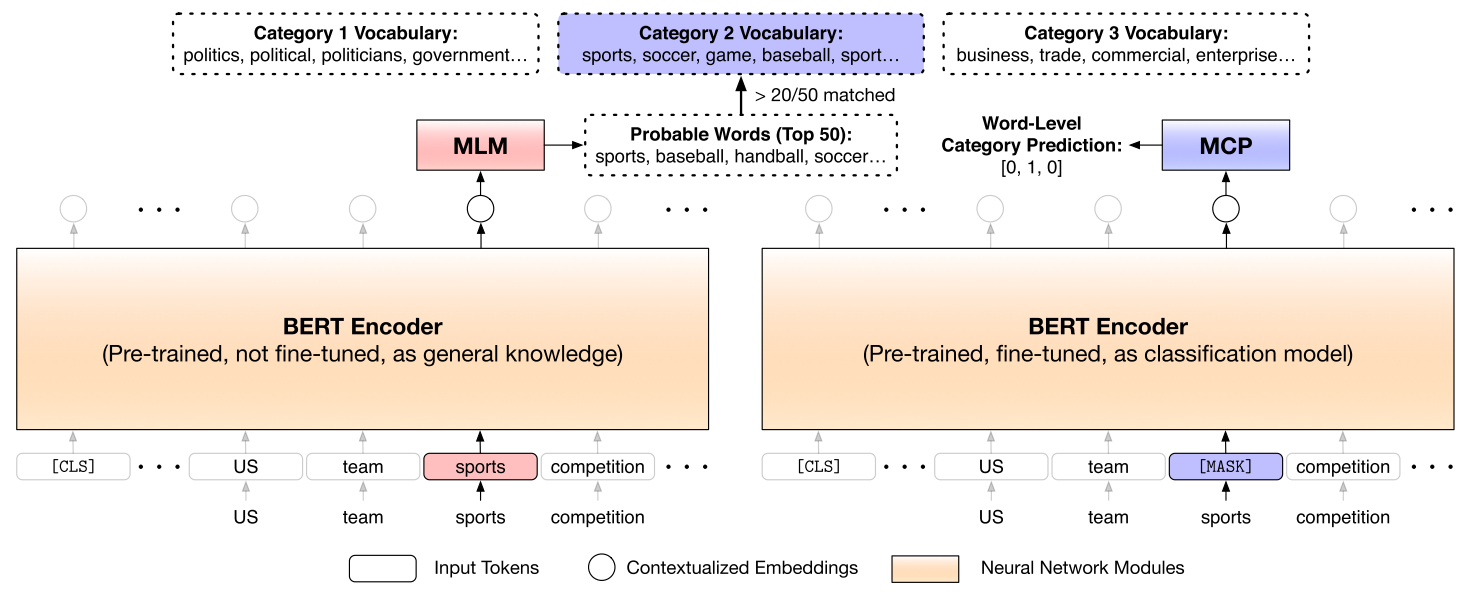 Category 1 Vocabulary:
politics, political, politicians, government…
Category 2 Vocabulary:
sports, soccer, game, baseball, sport…
Category 3 Vocabulary:
business, trade, commercial, enterprise…
> 20/50 matched
MLM
Probable Words (Top 50):
sports, baseball, handball, soccer…
Word-Level
Category Prediction:
[0, 1, 0]
MCP
. . .
. . .
. . .
. . .
BERT Encoder
(Pre-trained, not fine-tuned, as general knowledge)
BERT Encoder
(Pre-trained, fine-tuned, as classification model)
[CLS] . . . US team sports competition . . .
[CLS] . . . US team [MASK] competition . . .
US team sports competition
US team sports competition
Input Tokens
Contextualized Embeddings
Neural Network Modules